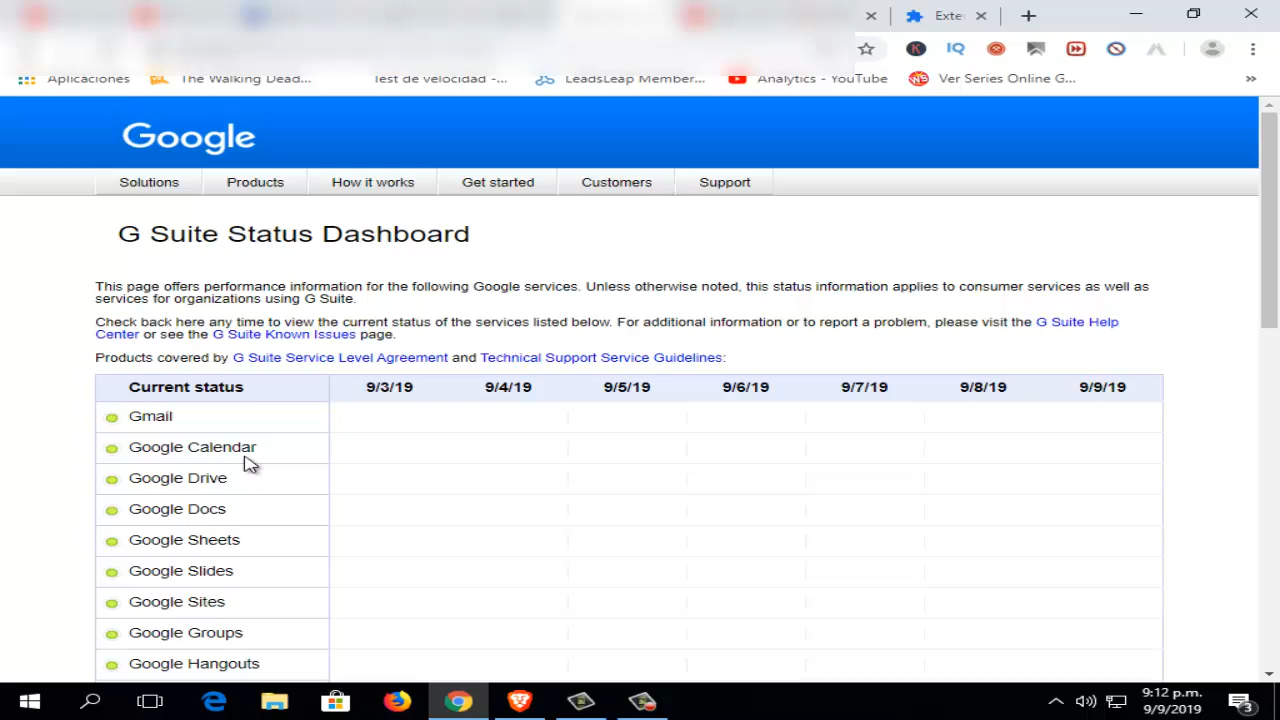 Exte
Aplicaciones The Walking Dead... Test de velocidad -... LeadsLeap Member... Analytics - YouTube Ver Series Online G... »
Google
Solutions Products How it works Get started Customers Support
G Suite Status Dashboard
This page offers performance information for the following Google services. Unless otherwise noted, this status information applies to consumer services as well as
services for organizations using G Suite.
Check back here any time to view the current status of the services listed below. For additional information or to report a problem, please visit the G Suite Help
Center or see the G Suite Known Issues page.
Products covered by G Suite Service Level Agreement and Technical Support Service Guidelines:
Current status 9/3/19 9/4/19 9/5/19 9/6/19 9/7/19 9/8/19 9/9/19
Gmail
Google Calendar
Google Drive
Google Docs
Google Sheets
Google Slides
Google Sites
Google Groups
Google Hangouts
9:12 p.m.
9/9/2019
3